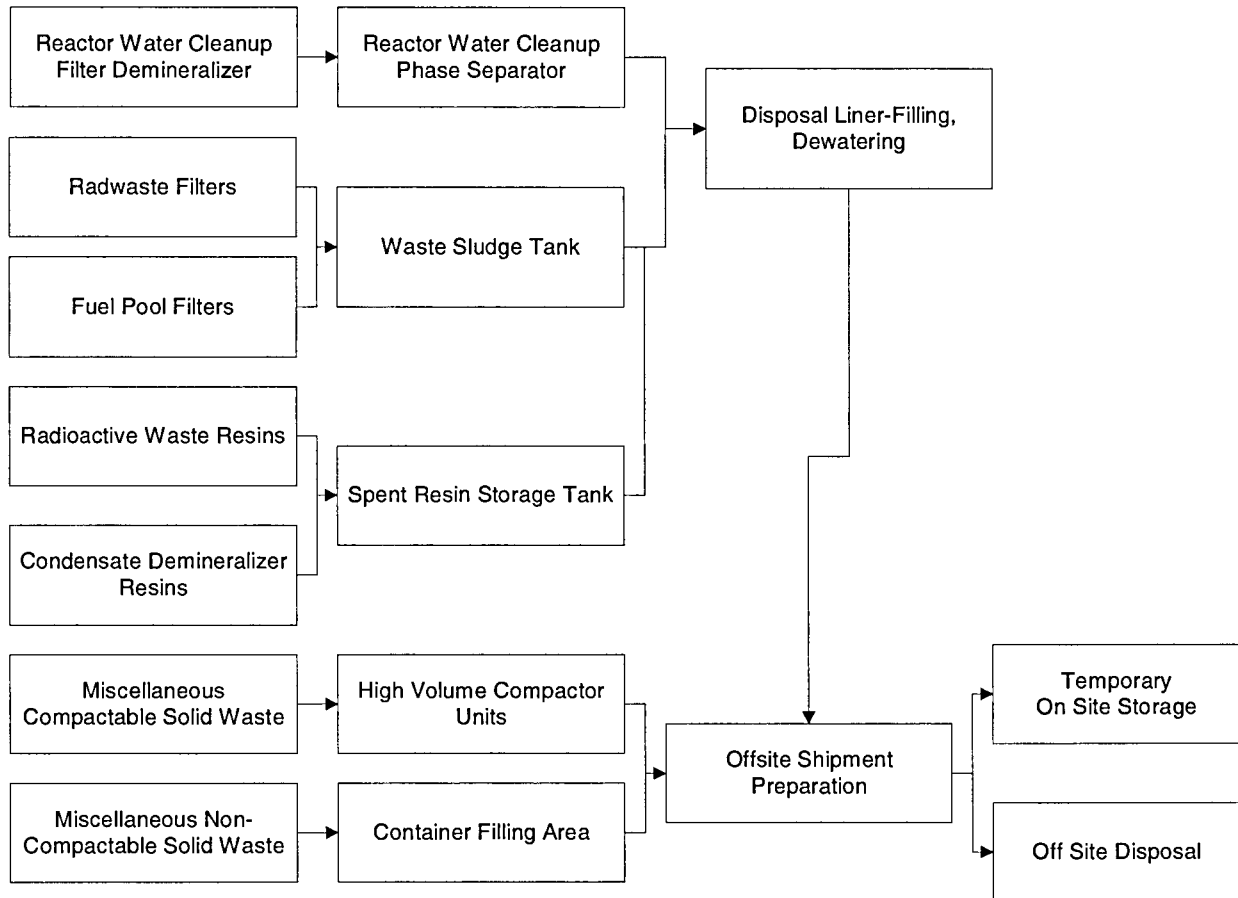 Reactor Water Cleanup
Filter Demineralizer
Reactor Water Cleanup
Phase Separator
Disposal Liner-Filling,
Dewatering
Radwaste Filters
Waste Sludge Tank
Fuel Pool Filters
Radioactive Waste Resins
Spent Resin Storage Tank
Condensate Demineralizer
Resins
Miscellaneous
Compactable Solid Waste
High Volume Compactor
Units
Temporary
On Site Storage
Offsite Shipment
Preparation
Miscellaneous Non-
Compactable Solid Waste
Container Filling Area
Off Site Disposal